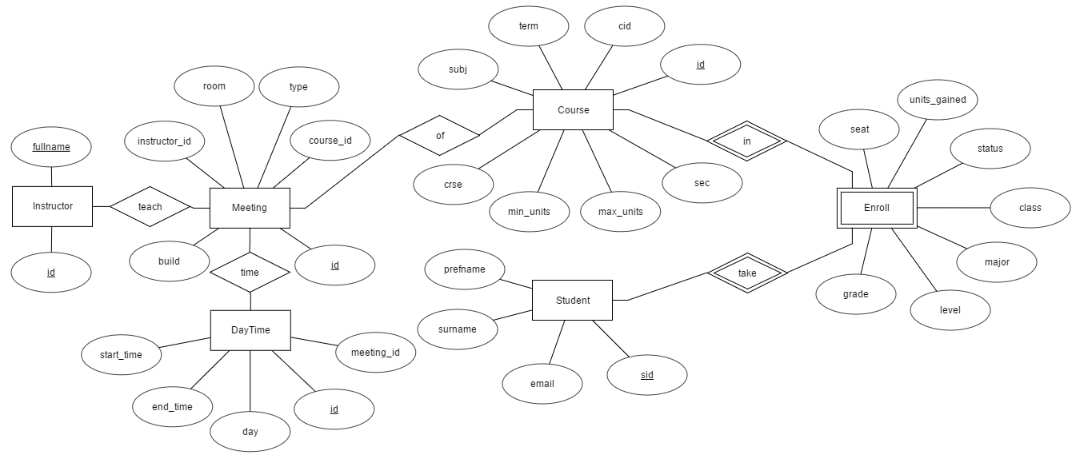 term
cid
subj
id
Course
room
type
units_gained
instructor_id
course_id
of
in
seat
status
fullname
crse
sec
Instructor
teach
Meeting
min_units
max_units
Enroll
class
build
time
id
id
prefname
take
major
Student
grade
level
DayTime
surname
start_time
meeting_id
email
sid
end_time
id
day